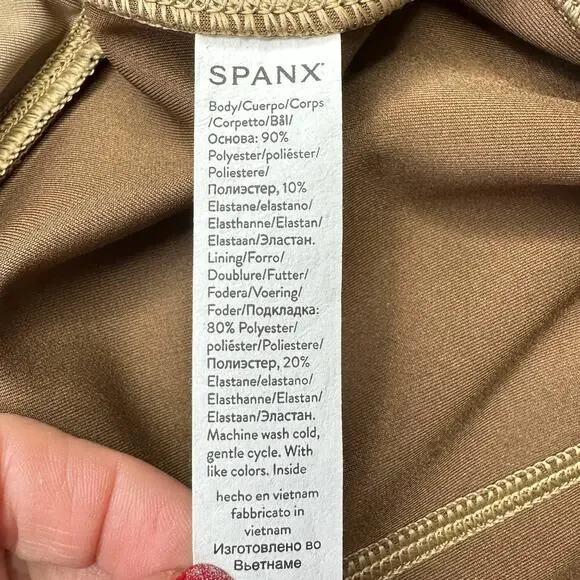 SPANX
Body/Cuerpo/Corps
/Corpetto/Bål/
Основа: 90%
Polyester/poliéster/
Poliestere/
Полиэстер, 10%
Elastane/elastano/
Elasthanne/Elastan/
Elastaan/Эластан.
Lining/Forro/
Doublure/Futter/
Fodera/Voering/
Foder/Подкладка:
80% Polyester/
poliéster/Poliestere/
Полиэстер, 20%
Elastane/elastano/
Elasthanne/Elastan/
Elastaan/Эластан.
Machine wash cold,
gentle cycle. With
like colors. Inside
hecho en vietnam
fabbricato in
vietnam
Изготовлено во
Вьетнаме